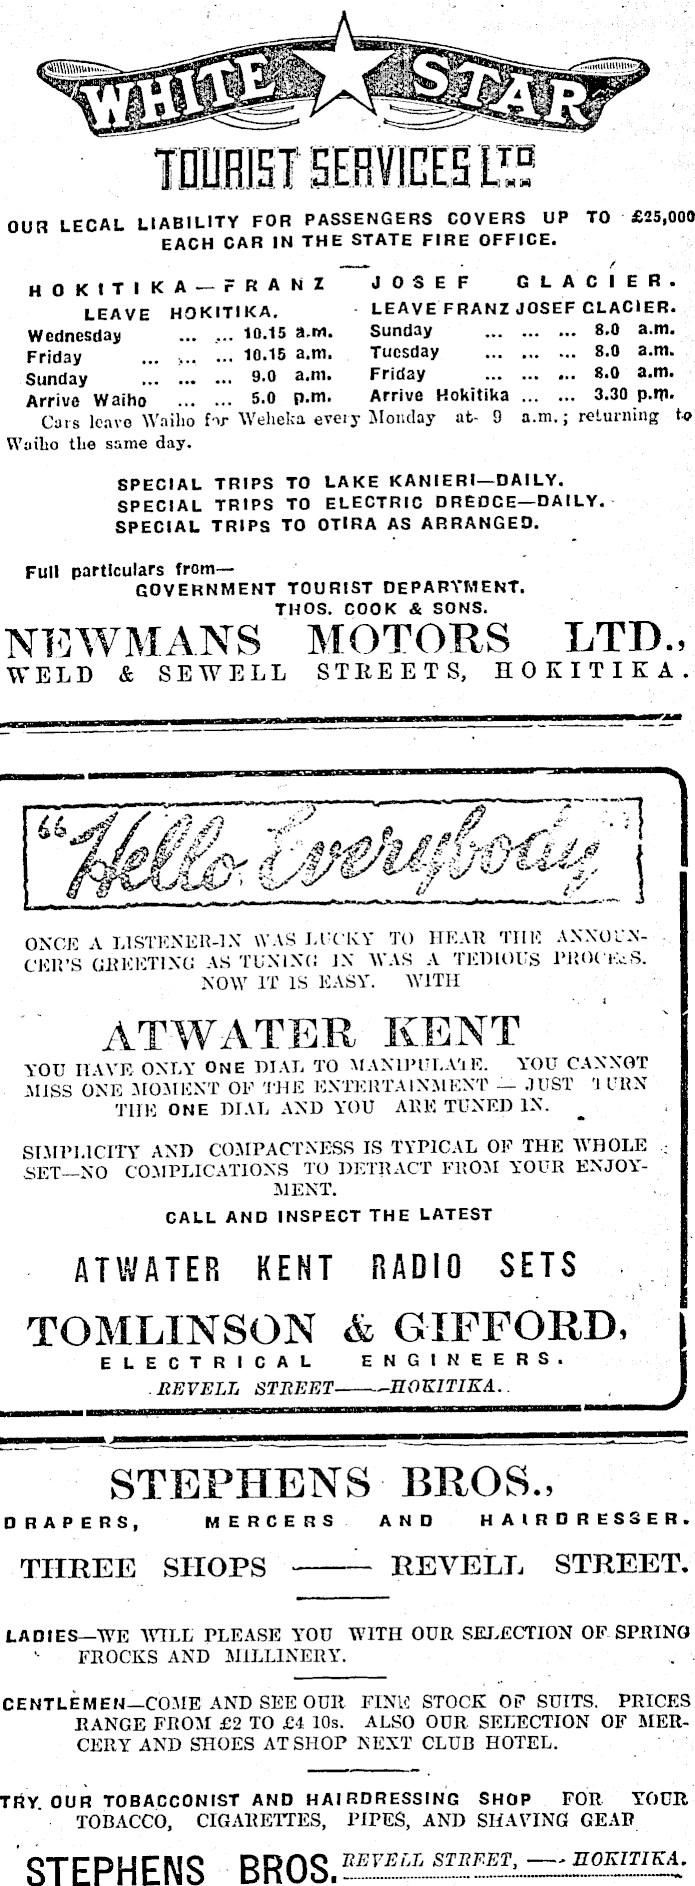 WHITE STAR
TOURIST SERVICES LTD.
OUR LEGAL LIABILITY FOR PASSENGERS COVERS UP TO £25,000
EACH CAR IN THE STATE FIRE OFFICE.
HOKITIKA—FRANZ JOSEF GLACIER.
LEAVE HOKITIKA.
Wednesday ... ... 10.15 a.m.
Friday ... ... ... 10.15 a.m.
Sunday ... ... ... 9.0 a.m.
Arrive Waiho ... ... 5.0 p.m.
LEAVE FRANZ JOSEF GLACIER.
Sunday ... ... ... 8.0 a.m.
Tuesday ... ... ... 8.0 a.m.
Friday ... ... ... 8.0 a.m.
Arrive Hokitika ... ... 3.30 p.m.
Cars leave Waiho for Weheka every Monday at 9 a.m.; returning to
Waiho the same day.
SPECIAL TRIPS TO LAKE KANIERI—DAILY.
SPECIAL TRIPS TO ELECTRIC DREDGE—DAILY.
SPECIAL TRIPS TO OTIRA AS ARRANGED.
Full particulars from—
GOVERNMENT TOURIST DEPARTMENT.
THOS. COOK & SONS.
NEWMANS MOTORS LTD.,
WELD & SEWELL STREETS, HOKITIKA.
"Hello Everybody"
ONCE A LISTENER-IN WAS LUCKY TO HEAR THE ANNOUN-
CER'S GREETING AS TUNING IN WAS A TEDIOUS PROCESS.
NOW IT IS EASY. WITH
ATWATER KENT
YOU HAVE ONLY ONE DIAL TO MANIPULATE. YOU CANNOT
MISS ONE MOMENT OF THE ENTERTAINMENT — JUST TURN
THE ONE DIAL AND YOU ARE TUNED IN.
SIMPLICITY AND COMPACTNESS IS TYPICAL OF THE WHOLE
SET—NO COMPLICATIONS TO DETRACT FROM YOUR ENJOY-
MENT.
CALL AND INSPECT THE LATEST
ATWATER KENT RADIO SETS
TOMLINSON & GIFFORD,
ELECTRICAL ENGINEERS.
REVELL STREET——HOKITIKA.
STEPHENS BROS.,
DRAPERS, MERCERS AND HAIRDRESSER.
THREE SHOPS —— REVELL STREET.
LADIES—WE WILL PLEASE YOU WITH OUR SELECTION OF SPRING
FROCKS AND MILLINERY.
GENTLEMEN—COME AND SEE OUR FINE STOCK OF SUITS. PRICES
RANGE FROM £2 TO £4 10s. ALSO OUR SELECTION OF MER-
CERY AND SHOES AT SHOP NEXT CLUB HOTEL.
TRY OUR TOBACCONIST AND HAIRDRESSING SHOP FOR YOUR
TOBACCO, CIGARETTES, PIPES, AND SHAVING GEAR
STEPHENS BROS. REVELL STREET, —— HOKITIKA.